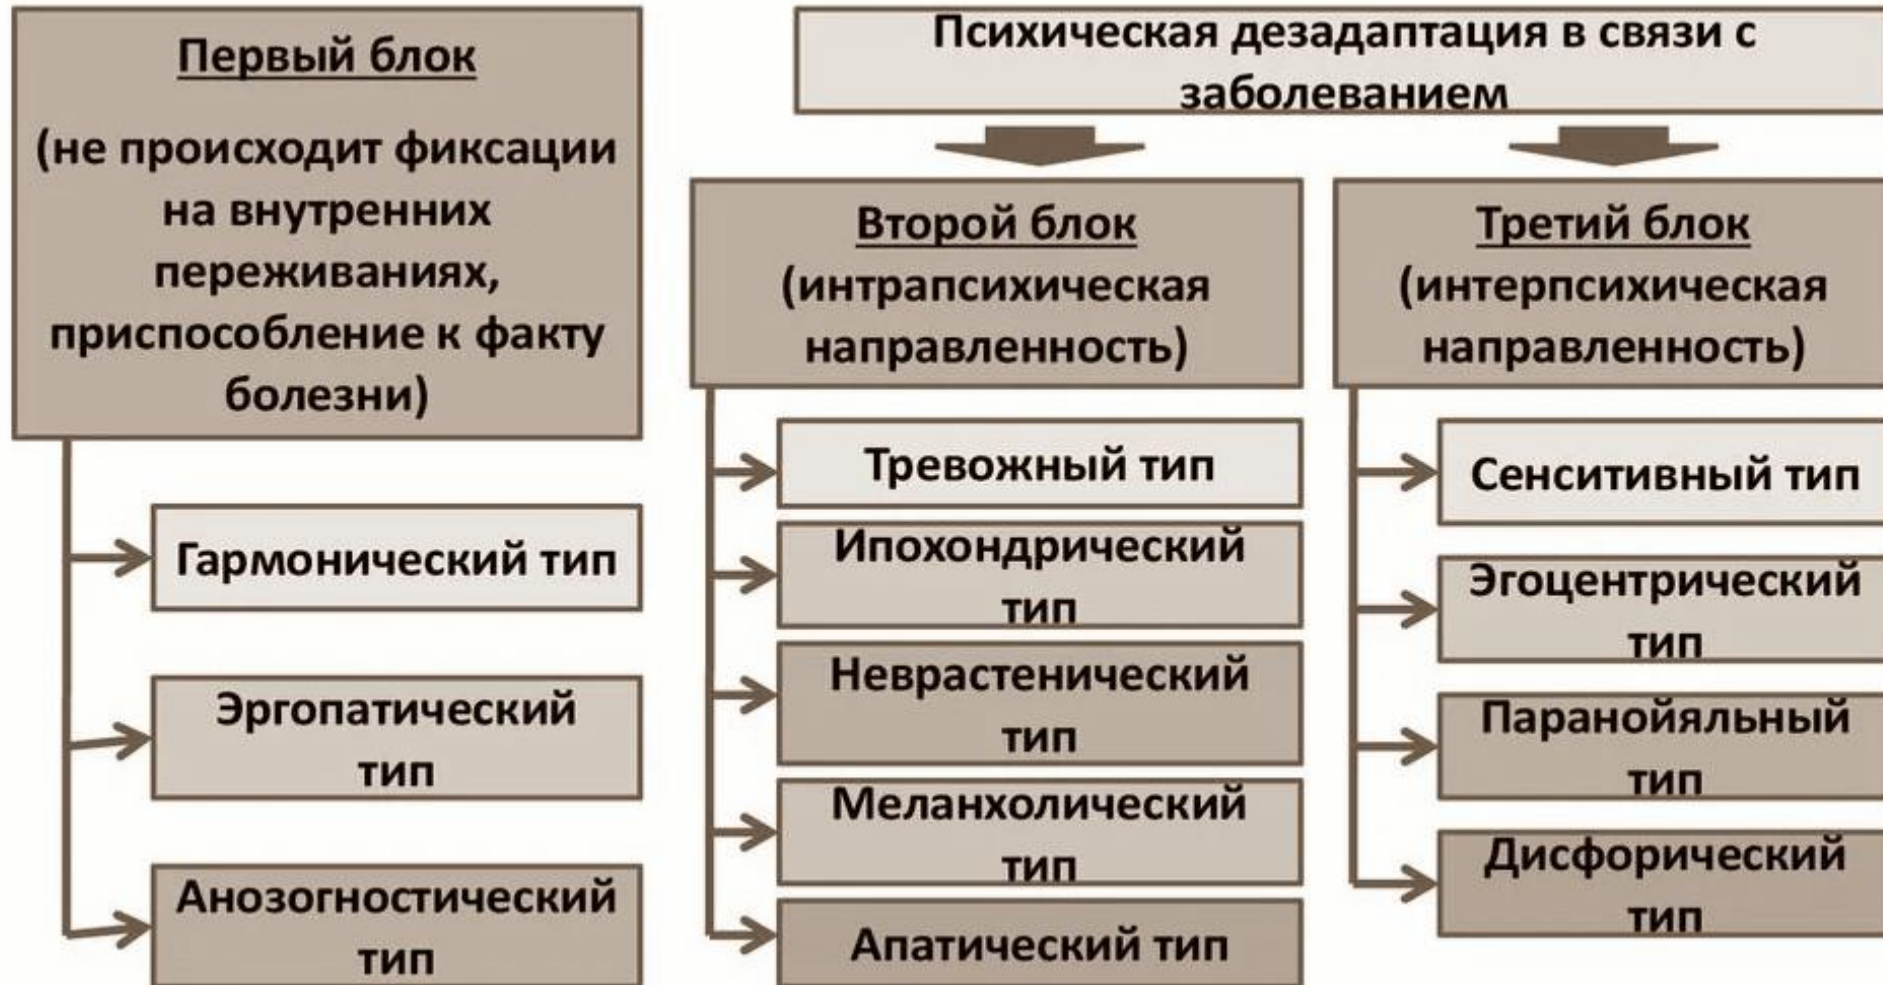 Первый блок
(не происходит фиксации
на внутренних
переживаниях,
приспособление к факту
болезни)
Гармонический тип
Эргопатический
тип
Анозогностический
тип
Психическая дезадаптация в связи с
заболеванием
Второй блок
(интрапсихическая
направленность)
Тревожный тип
Ипохондрический
тип
Неврастенический
тип
Меланхолический
тип
Апатический тип
Третий блок
(интерпсихическая
направленность)
Сенситивный тип
Эгоцентрический
тип
Паранойяльный
тип
Дисфорический
тип